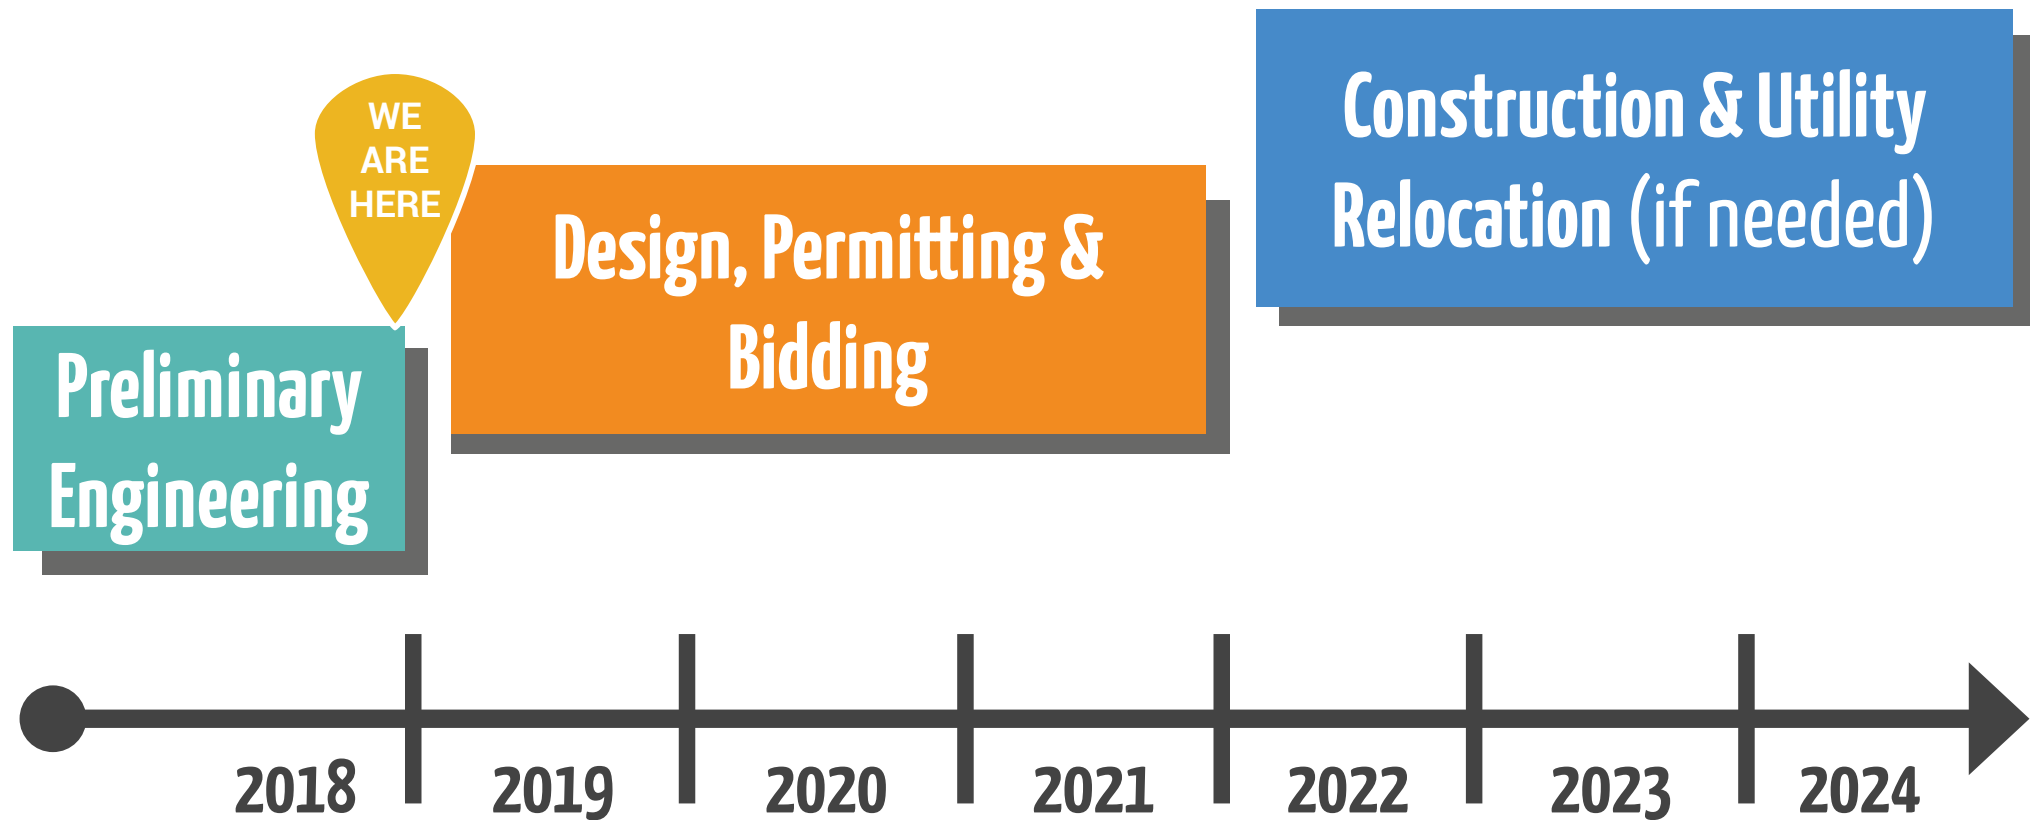 WE
ARE
HERE
Preliminary
Engineering
Design, Permitting &
Bidding
Construction & Utility
Relocation (if needed)
2018
2019
2020
2021
2022
2023
2024